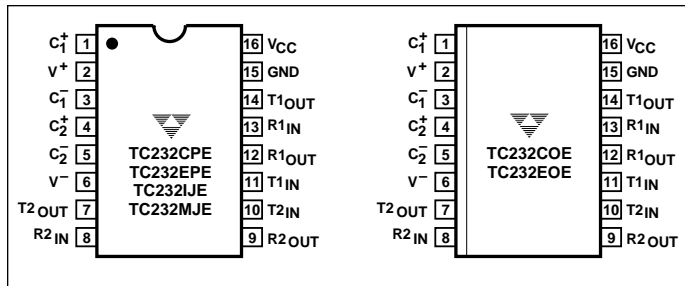 C1+ 1
V+ 2
C1− 3
C2+ 4
C2− 5
V− 6
T2OUT 7
R2IN 8
TC232CPE
TC232EPE
TC232IJE
TC232MJE
16 VCC
15 GND
14 T1OUT
13 R1IN
12 R1OUT
11 T1IN
10 T2IN
9 R2OUT
C1+ 1
V+ 2
C1− 3
C2+ 4
C2− 5
V− 6
T2OUT 7
R2IN 8
TC232COE
TC232EOE
16 VCC
15 GND
14 T1OUT
13 R1IN
12 R1OUT
11 T1IN
10 T2IN
9 R2OUT